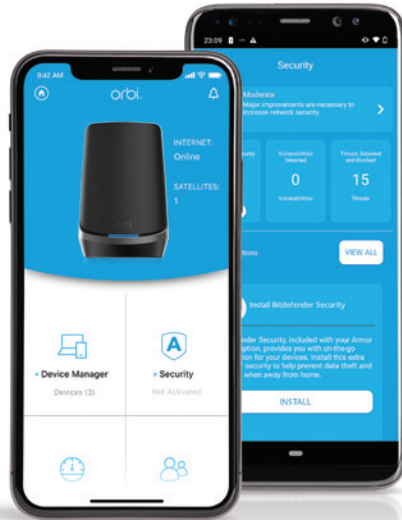 9:42 AM
orbi.
INTERNET:
Online
SATELLITES:
1
Device Manager
Devices (3)
Security
Not Activated
23:09
Security
Moderate
Major improvements are necessary to
increase network security.
Vulnerabilities
Detected
0
Vulnerabilities
Threats Detected
and Blocked
15
Threats
VIEW ALL
Install Bitdefender Security
Security, included with your Armor
provides you with on-the-go
for your devices. Install this extra
security to help prevent data theft and
when away from home.
INSTALL